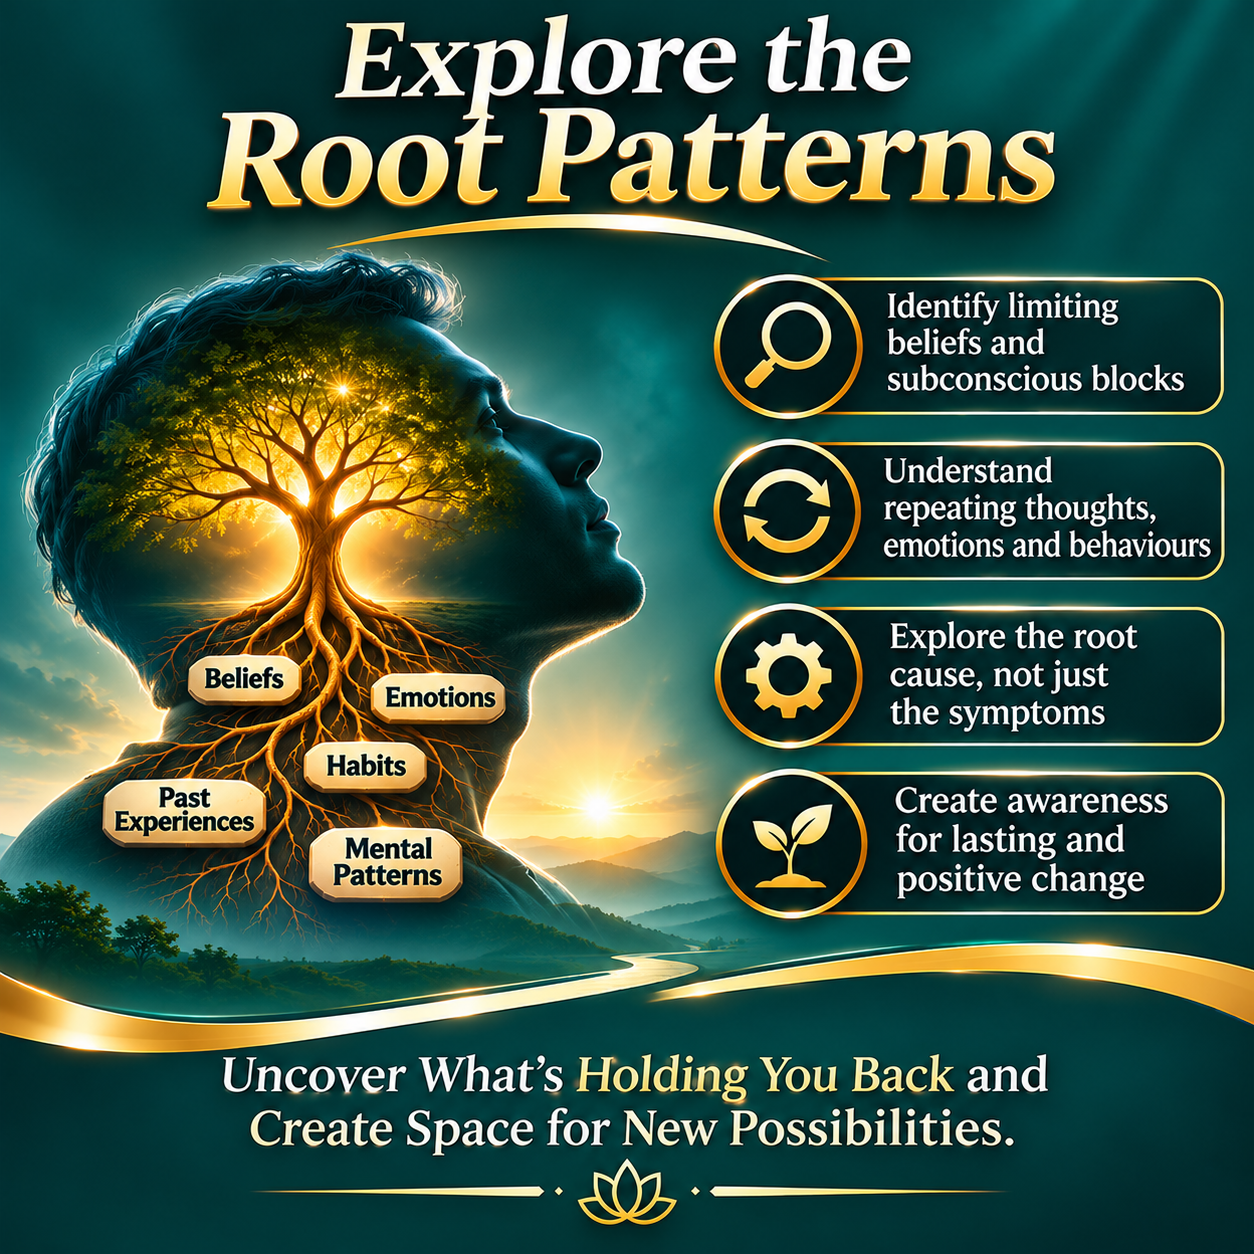 Explore the
Root Patterns
Identify limiting
beliefs and
subconscious blocks
Understand
repeating thoughts,
emotions and behaviours
Explore the root
cause, not just
the symptoms
Create awareness
for lasting and
positive change
Beliefs
Emotions
Habits
Past
Experiences
Mental
Patterns
Uncover What's Holding You Back and
Create Space for New Possibilities.